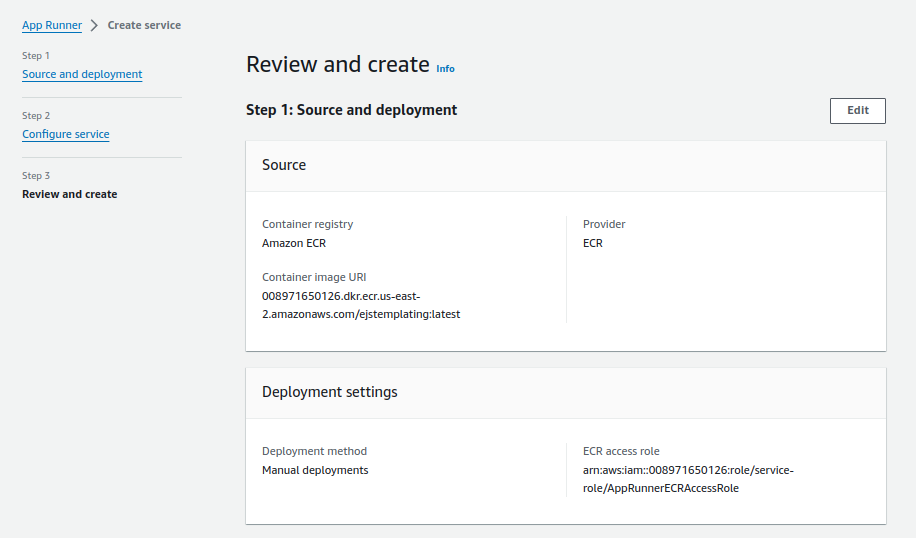 App Runner > Create service
Step 1
Source and deployment
Step 2
Configure service
Step 3
Review and create
Review and create Info
Step 1: Source and deployment
Edit
Source
Container registry
Amazon ECR
Provider
ECR
Container image URI
008971650126.dkr.ecr.us-east-
2.amazonaws.com/ejstemplating:latest
Deployment settings
Deployment method
Manual deployments
ECR access role
arn:aws:iam::008971650126:role/service-
role/AppRunnerECRAccessRole